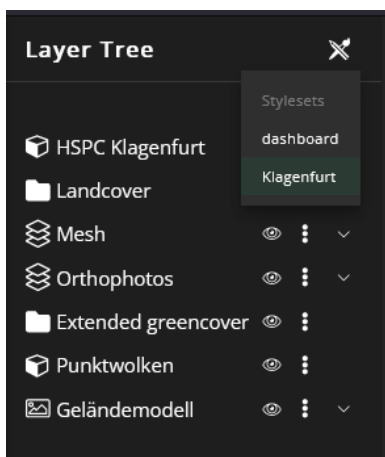 Layer Tree
Stylesets
dashboard
Klagenfurt
HSPC Klagenfurt
Landcover
Mesh
Orthophotos
Extended greencover
Punktwolken
Geländemodell